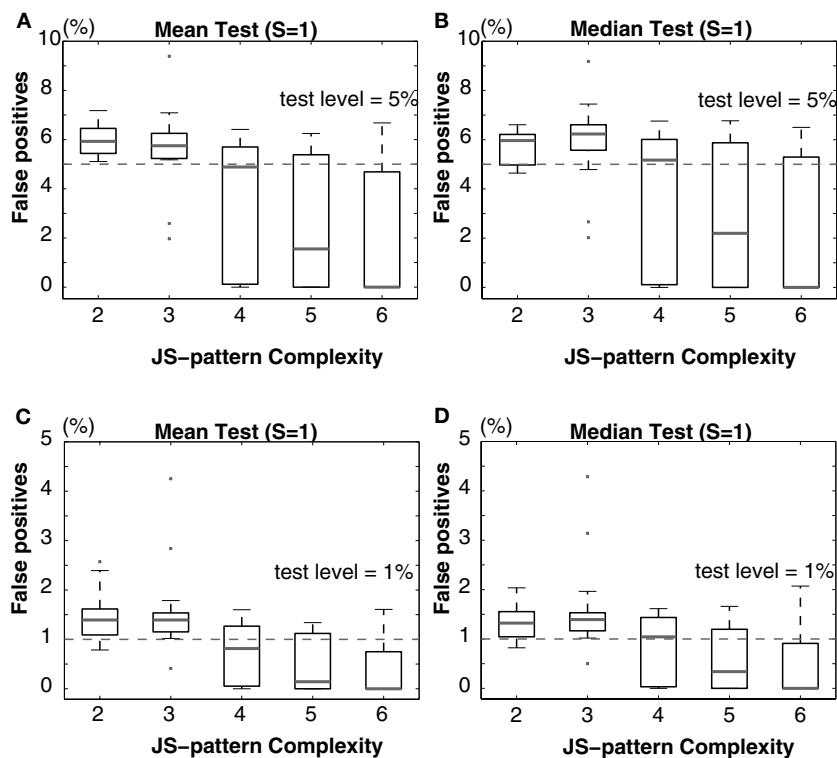 A
(%)
Mean Test (S=1)
10
8
6
4
2
0
False positives
test level = 5%
2 3 4 5 6
JS-pattern Complexity
B
(%)
Median Test (S=1)
10
8
6
4
2
0
False positives
test level = 5%
2 3 4 5 6
JS-pattern Complexity
C
(%)
Mean Test (S=1)
5
4
3
2
1
0
False positives
test level = 1%
2 3 4 5 6
JS-pattern Complexity
D
(%)
Median Test (S=1)
5
4
3
2
1
0
False positives
test level = 1%
2 3 4 5 6
JS-pattern Complexity